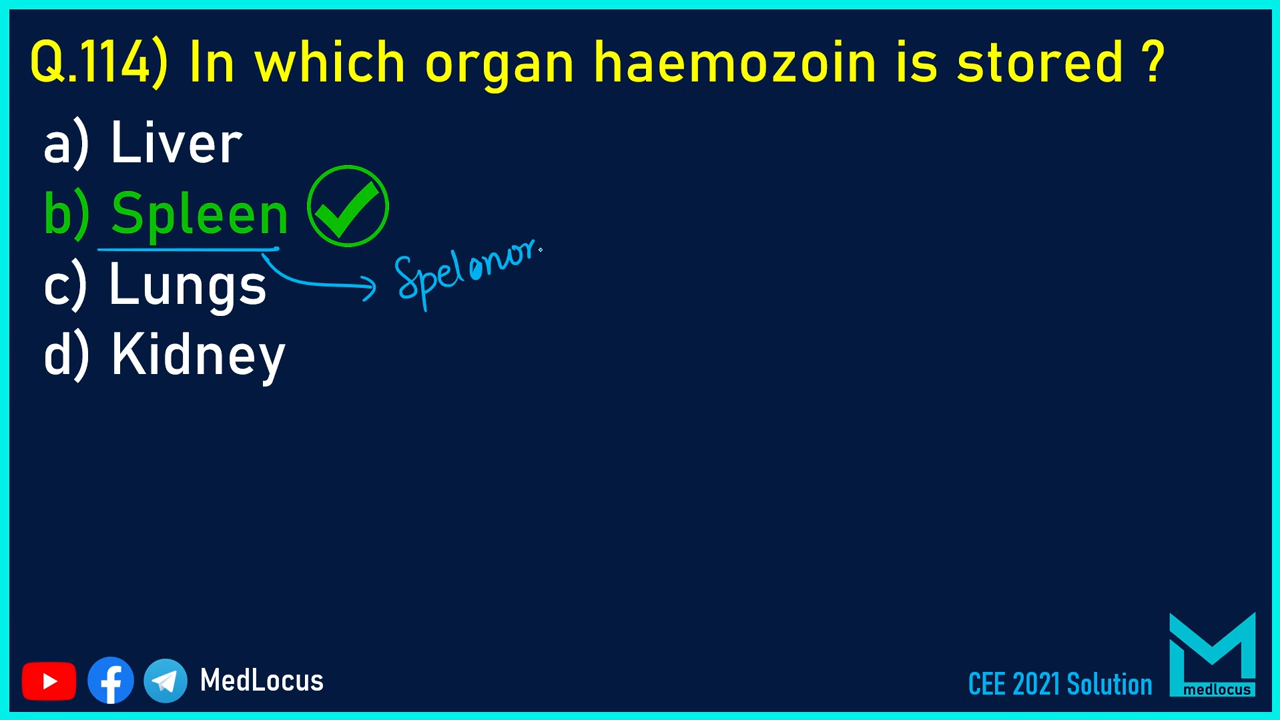 Q.114) In which organ haemozoin is stored ?
a) Liver
b) Spleen
Spelonor.
c) Lungs
d) Kidney
MedLocus
CEE 2021 Solution
medlocus